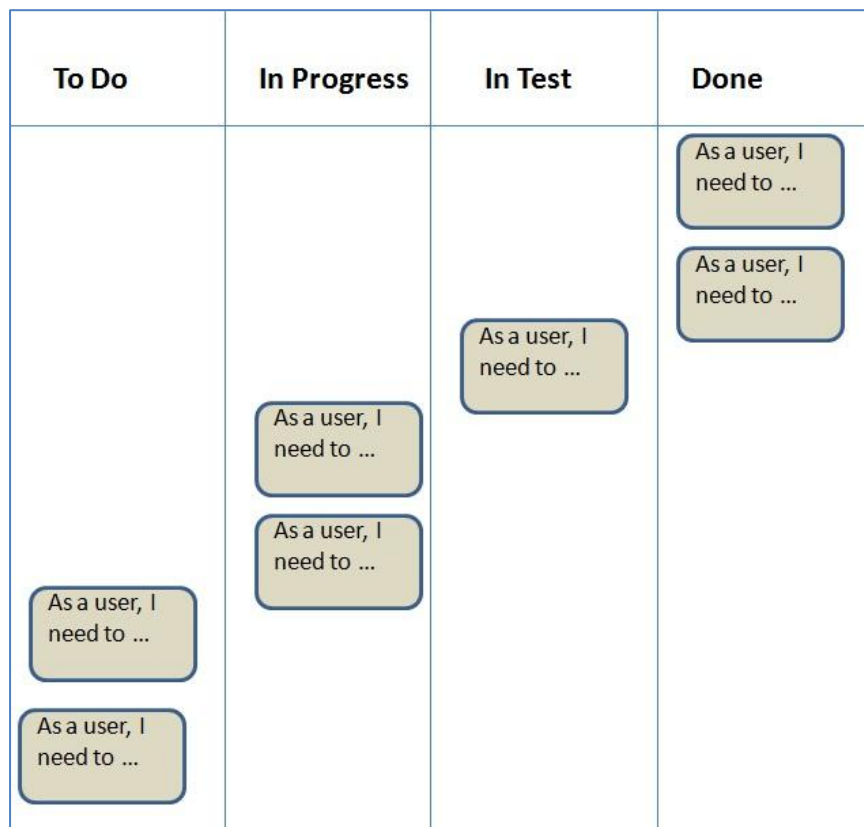 To Do
In Progress
In Test
Done
As a user, I
need to ...
As a user, I
need to ...
As a user, I
need to ...
As a user, I
need to ...
As a user, I
need to ...
As a user, I
need to ...
As a user, I
need to ...